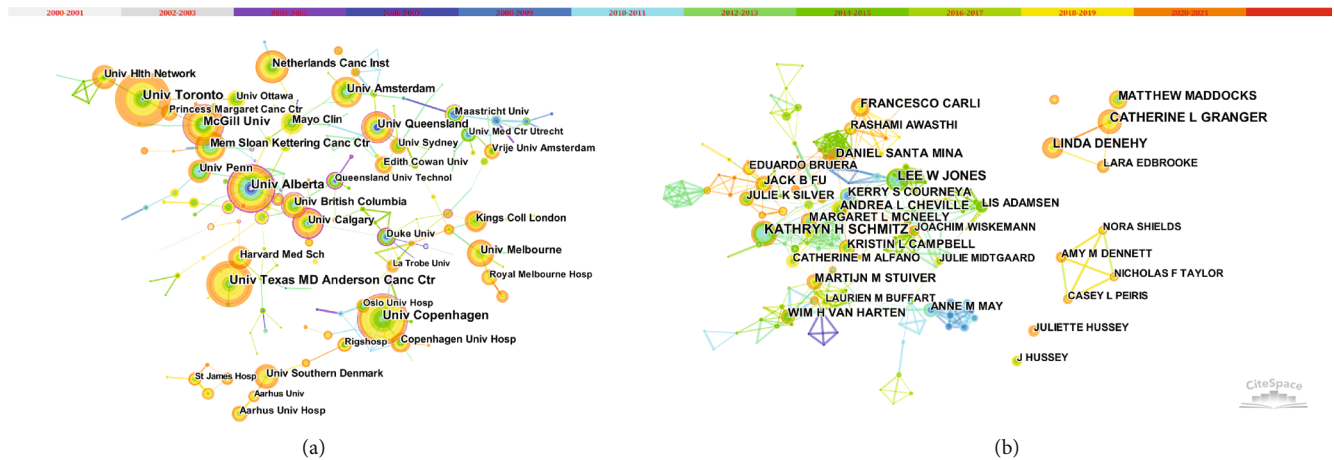 2000-2001 2002-2003 2004-2005 2006-2007 2008-2009 2010-2011 2012-2013 2014-2015 2016-2017 2018-2019 2020-2021
Netherlands Canc Inst
Univ Hlth Network
Univ Toronto
Univ Ottawa
Univ Amsterdam
Princess Margaret Canc Ctr
Maastricht Univ
McGill Univ
Mayo Clin
Univ Queensland
Univ Med Ctr Utrecht
Mem Sloan Kettering Canc Ctr
Univ Sydney
Vrije Univ Amsterdam
Univ Penn
Edith Cowan Univ
Univ Alberta
Queensland Univ Technol
Univ British Columbia
Univ Calgary
Kings Coll London
Duke Univ
Harvard Med Sch
La Trobe Univ
Univ Melbourne
Univ Texas MD Anderson Canc Ctr
Royal Melbourne Hosp
Oslo Univ Hosp
Univ Copenhagen
Rigshosp
Copenhagen Univ Hosp
St James Hosp
Univ Southern Denmark
Aarhus Univ
Aarhus Univ Hosp
(a)
MATTHEW MADDOCKS
FRANCESCO CARLI
CATHERINE L GRANGER
RASHAMI AWASTHI
LINDA DENEHY
DANIEL SANTA MINA
EDUARDO BRUERA
LARA EDBROOKE
JACK B FU
LEE W JONES
JULIE K SILVER
KERRY S COURNEYA
ANDREA L CHEVILLE
LIS ADAMSEN
MARGARET L MCNEELY
KATHRYN H SCHMITZ
JOACHIM WISKEMANN
NORA SHIELDS
KRISTIN L CAMPBELL
AMY M DENNETT
CATHERINE M ALFANO
JULIE MIDTGAARD
NICHOLAS F TAYLOR
MARTIJN M STUIVER
LAURIEN M BUFFART
CASEY L PEIRIS
WIM H VAN HARTEN
ANNE M MAY
JULIETTE HUSSEY
J HUSSEY
CiteSpace
(b)